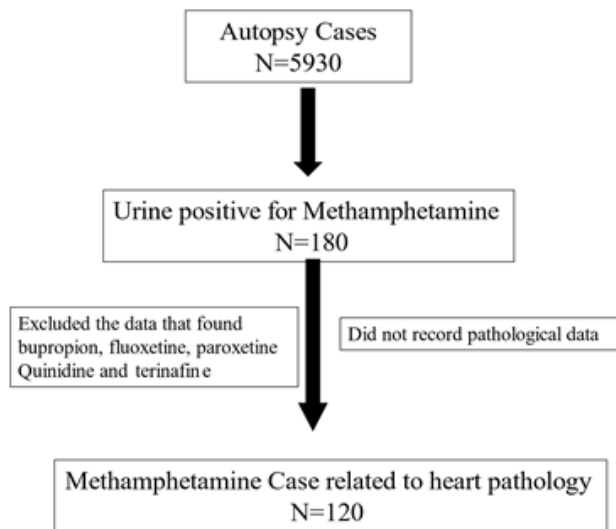 Autopsy Cases
N=5930
Urine positive for Methamphetamine
N=180
Excluded the data that found
bupropion, fluoxetine, paroxetine
Quinidine and terinafine
Did not record pathological data
Methamphetamine Case related to heart pathology
N=120